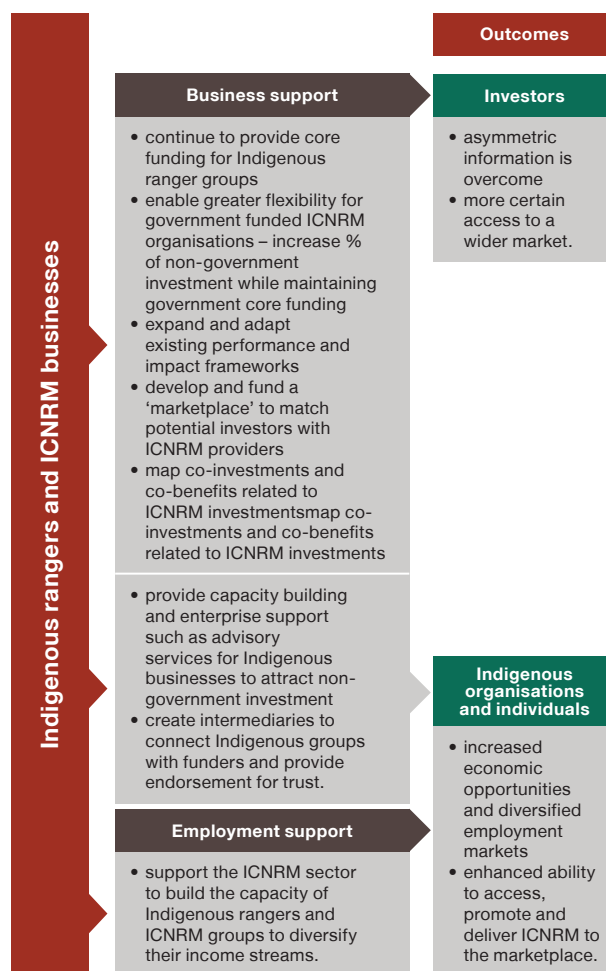 Indigenous rangers and ICNRM businesses
Business support
• continue to provide core
funding for Indigenous
ranger groups
• enable greater flexibility for
government funded ICNRM
organisations – increase %
of non-government
investment while maintaining
government core funding
• expand and adapt
existing performance and
impact frameworks
• develop and fund a
‘marketplace’ to match
potential investors with
ICNRM providers
• map co-investments and
co-benefits related to
ICNRM investmentsmap co-
investments and co-benefits
related to ICNRM investments
• provide capacity building
and enterprise support
such as advisory
services for Indigenous
businesses to attract non-
government investment
• create intermediaries to
connect Indigenous groups
with funders and provide
endorsement for trust.
Employment support
• support the ICNRM sector
to build the capacity of
Indigenous rangers and
ICNRM groups to diversify
their income streams.
Outcomes
Investors
• asymmetric
information is
overcome
• more certain
access to a
wider market.
Indigenous
organisations
and individuals
• increased
economic
opportunities
and diversified
employment
markets
• enhanced ability
to access,
promote and
deliver ICNRM to
the marketplace.